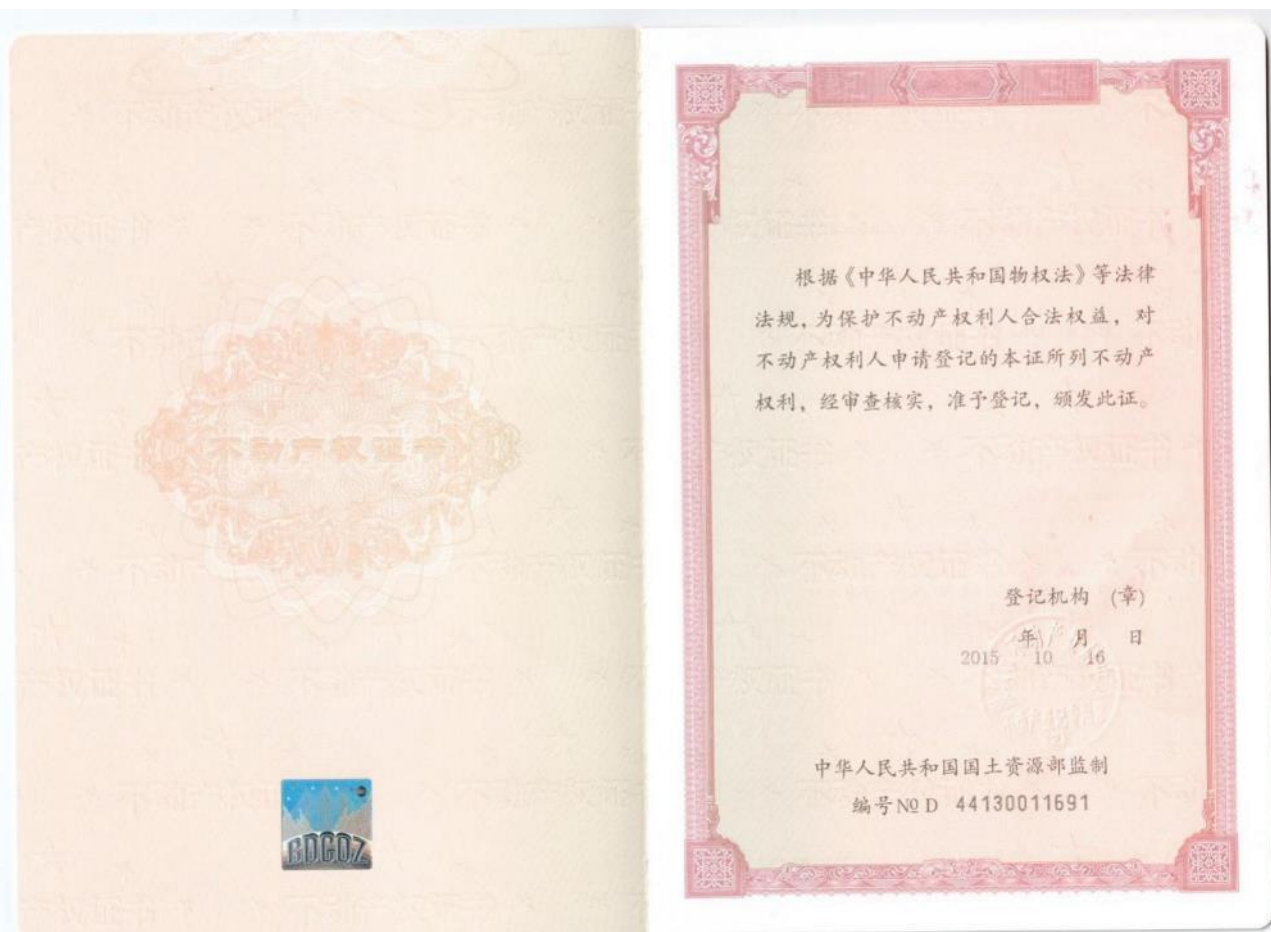 不动产权证书
BDCQZ
根据《中华人民共和国物权法》等法律
法规，为保护不动产权利人合法权益，对
不动产权利人申请登记的本证所列不动产
权利，经审查核实，准予登记，颁发此证。
登记机构 (章)
年 月 日
2015 10 16
中华人民共和国国土资源部监制
编号№ D 44130011691